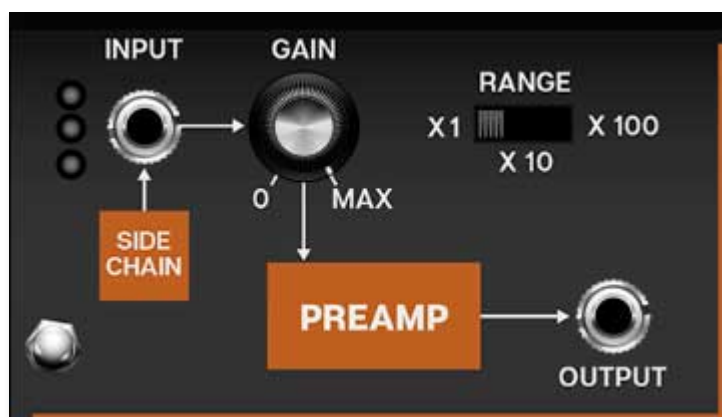 INPUT
GAIN
RANGE
X1
X 100
X 10
0
MAX
SIDE
CHAIN
PREAMP
OUTPUT